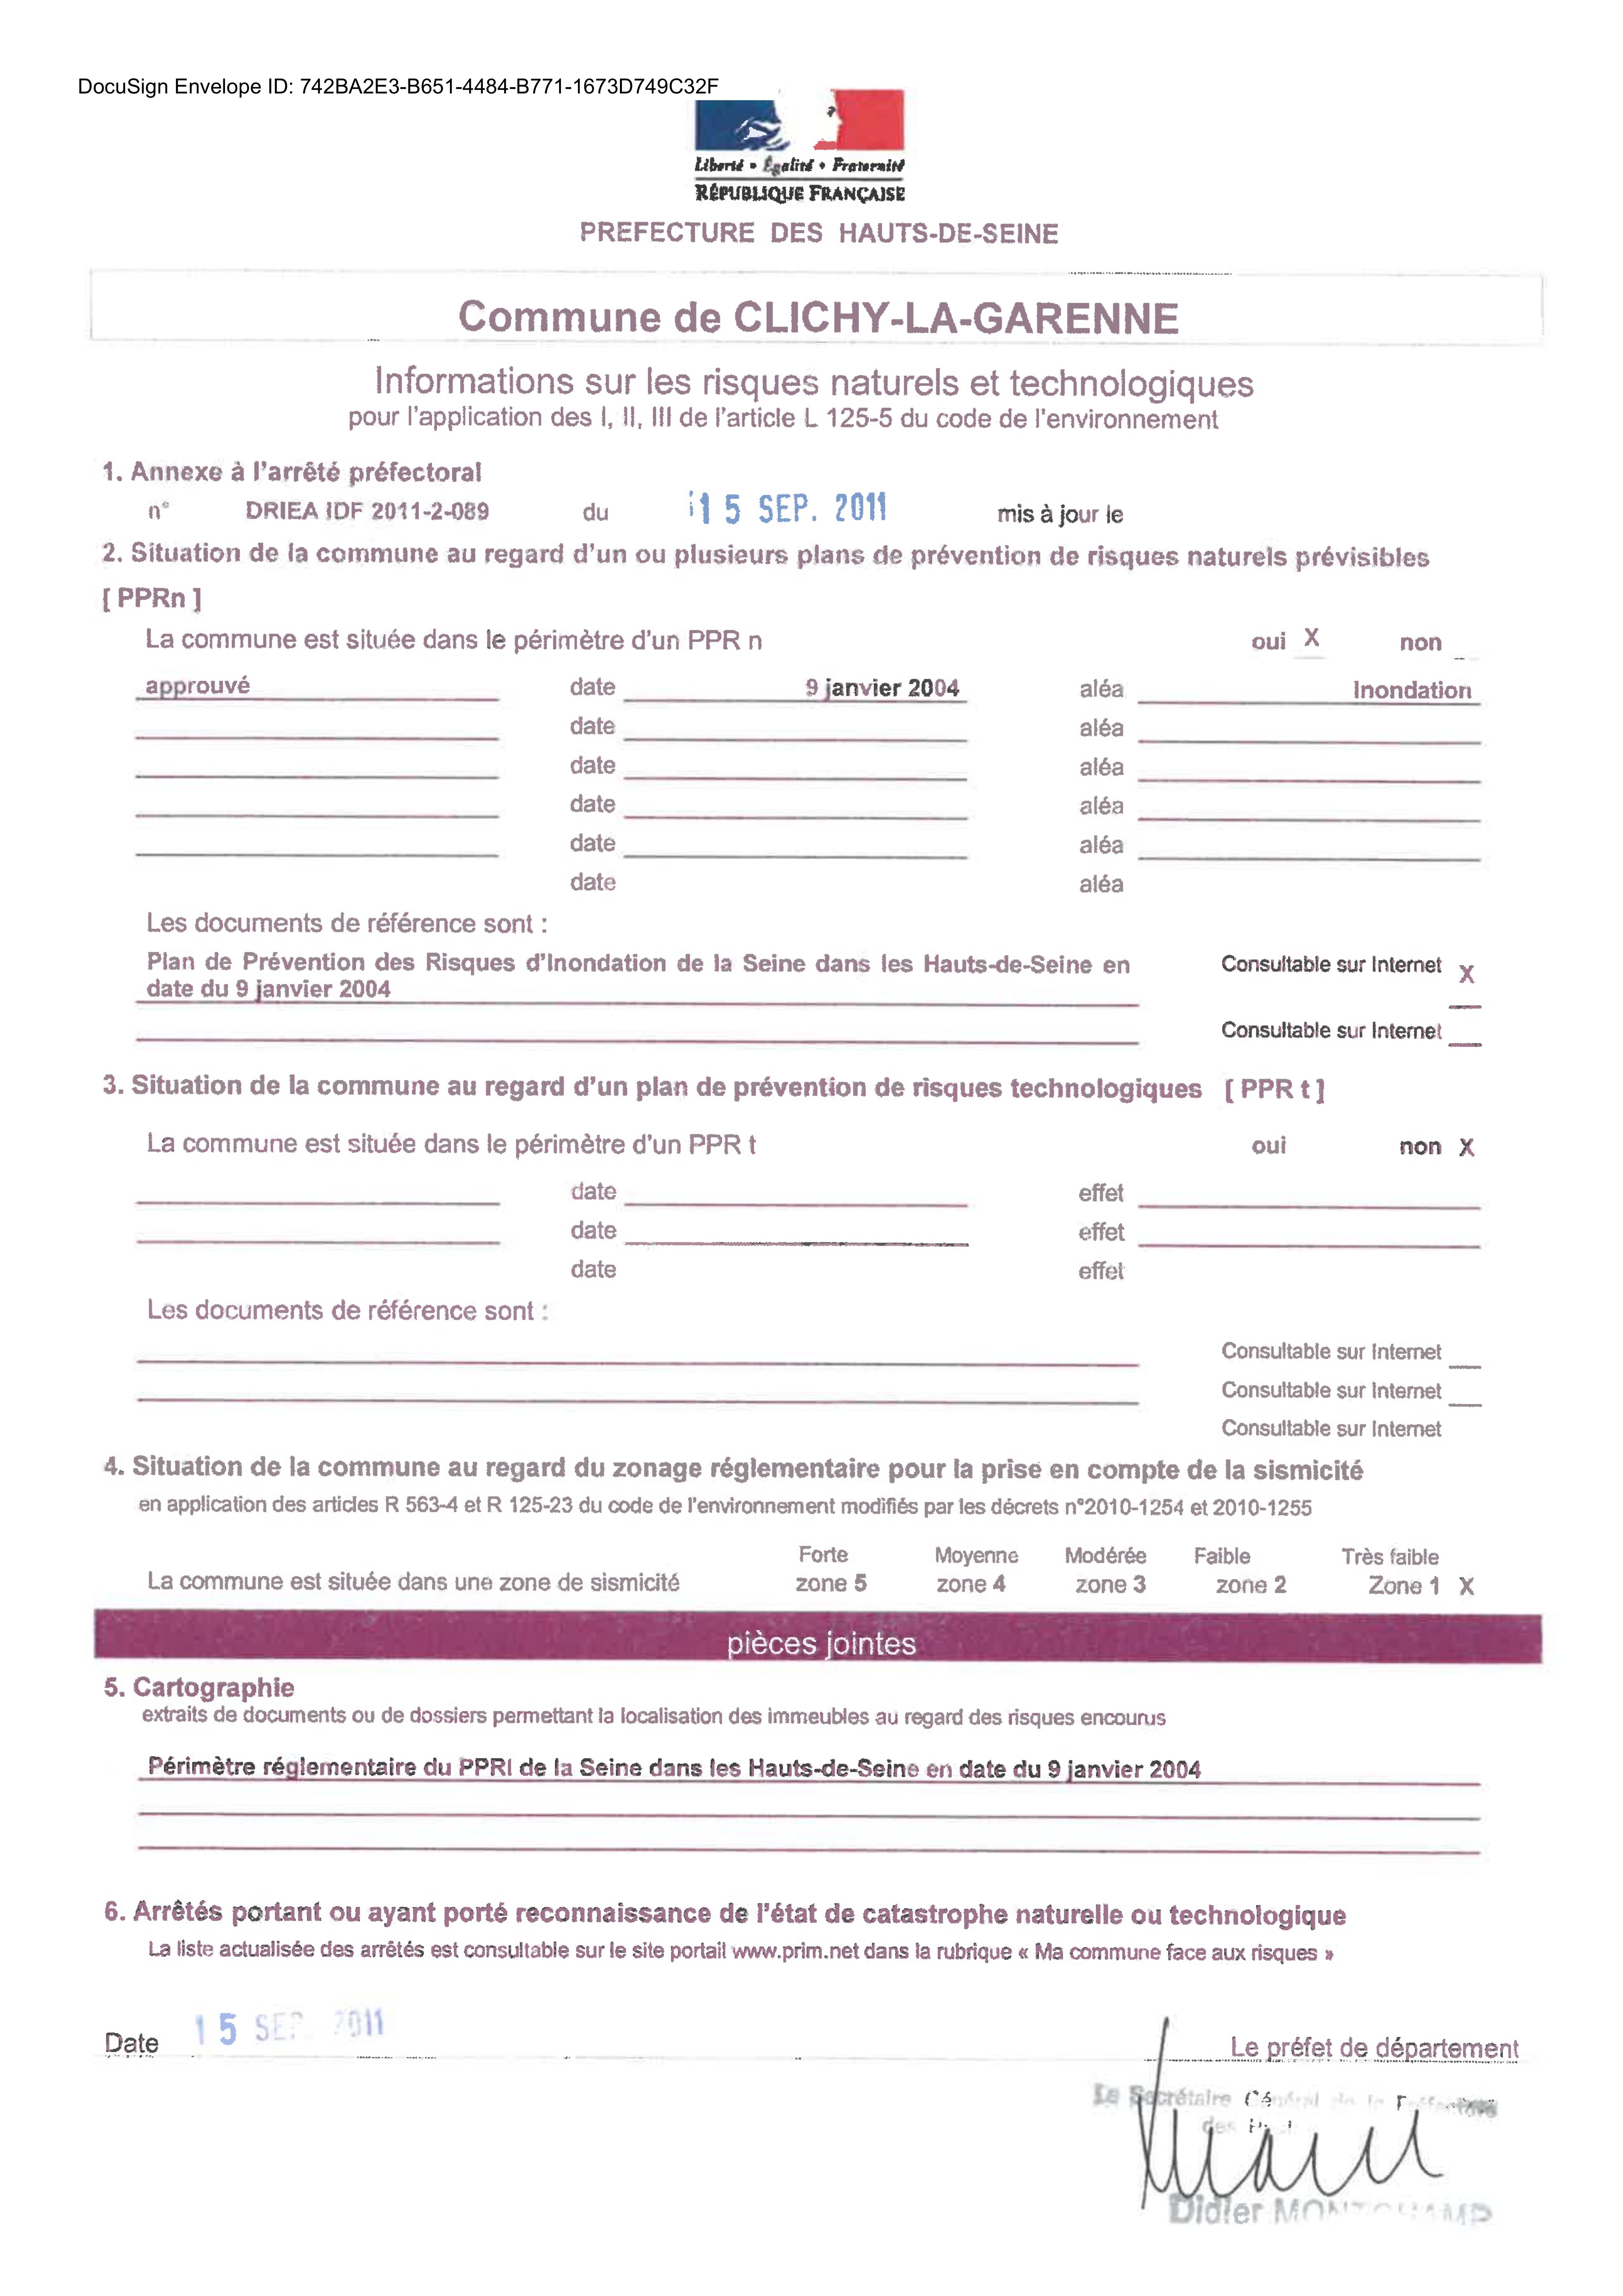 DocuSign Envelope ID: 742BA2E3-B651-4484-B771-1673D749C32F
Liberté • Égalité • Fraternité
RÉPUBLIQUE FRANÇAISE
PREFECTURE DES HAUTS-DE-SEINE
Commune de CLICHY-LA-GARENNE
Informations sur les risques naturels et technologiques
pour l'application des I, II, III de l'article L 125-5 du code de l'environnement
1. Annexe à l'arrêté préfectoral
n° DRIEA IDF 2011-2-089 du 15 SEP. 2011 mis à jour le
2. Situation de la commune au regard d'un ou plusieurs plans de prévention de risques naturels prévisibles
[ PPRn ]
La commune est située dans le périmètre d'un PPR n oui X non
approuvé date 9 janvier 2004 aléa Inondation
date aléa
date aléa
date aléa
date aléa
date aléa
Les documents de référence sont :
Plan de Prévention des Risques d'Inondation de la Seine dans les Hauts-de-Seine en Consultable sur Internet X
date du 9 janvier 2004
Consultable sur Internet
3. Situation de la commune au regard d'un plan de prévention de risques technologiques [ PPR t ]
La commune est située dans le périmètre d'un PPR t oui non X
date effet
date effet
date effet
Les documents de référence sont :
Consultable sur Internet
Consultable sur Internet
Consultable sur Internet
4. Situation de la commune au regard du zonage réglementaire pour la prise en compte de la sismicité
en application des articles R 563-4 et R 125-23 du code de l'environnement modifiés par les décrets n°2010-1254 et 2010-1255
Forte Moyenne Modérée Faible Très faible
La commune est située dans une zone de sismicité zone 5 zone 4 zone 3 zone 2 Zone 1 X
pièces jointes
5. Cartographie
extraits de documents ou de dossiers permettant la localisation des immeubles au regard des risques encourus
Périmètre réglementaire du PPRI de la Seine dans les Hauts-de-Seine en date du 9 janvier 2004
6. Arrêtés portant ou ayant porté reconnaissance de l'état de catastrophe naturelle ou technologique
La liste actualisée des arrêtés est consultable sur le site portail www.prim.net dans la rubrique « Ma commune face aux risques »
Date 15 SEP. 2011 Le préfet de département
Le Secrétaire Général de la Préfecture
des
Didier MONTCHAMP